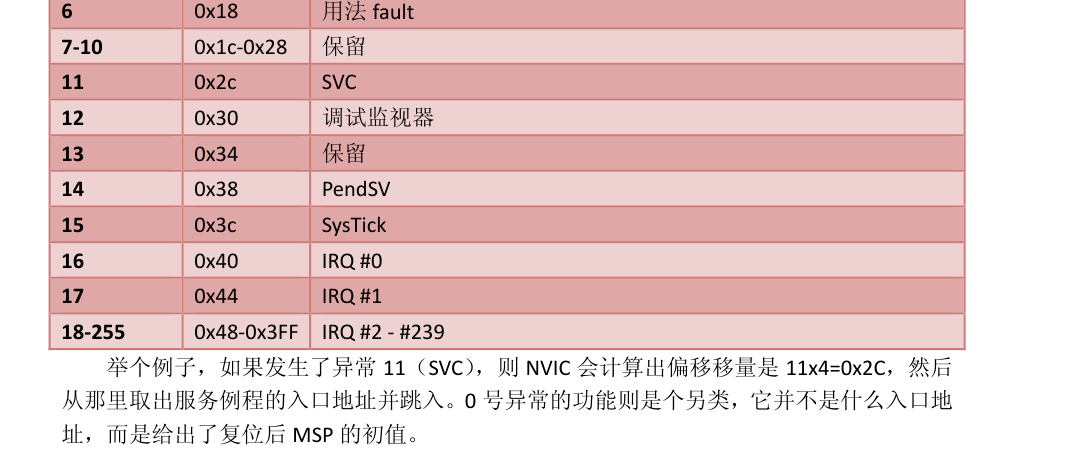 6 0x18 用法 fault
7-10 0x1c-0x28 保留
11 0x2c SVC
12 0x30 调试监视器
13 0x34 保留
14 0x38 PendSV
15 0x3c SysTick
16 0x40 IRQ #0
17 0x44 IRQ #1
18-255 0x48-0x3FF IRQ #2 - #239
举个例子，如果发生了异常 11（SVC），则 NVIC 会计算出偏移移量是 11x4=0x2C，然后
从那里取出服务例程的入口地址并跳入。0 号异常的功能则是个另类，它并不是什么入口地
址，而是给出了复位后 MSP 的初值。